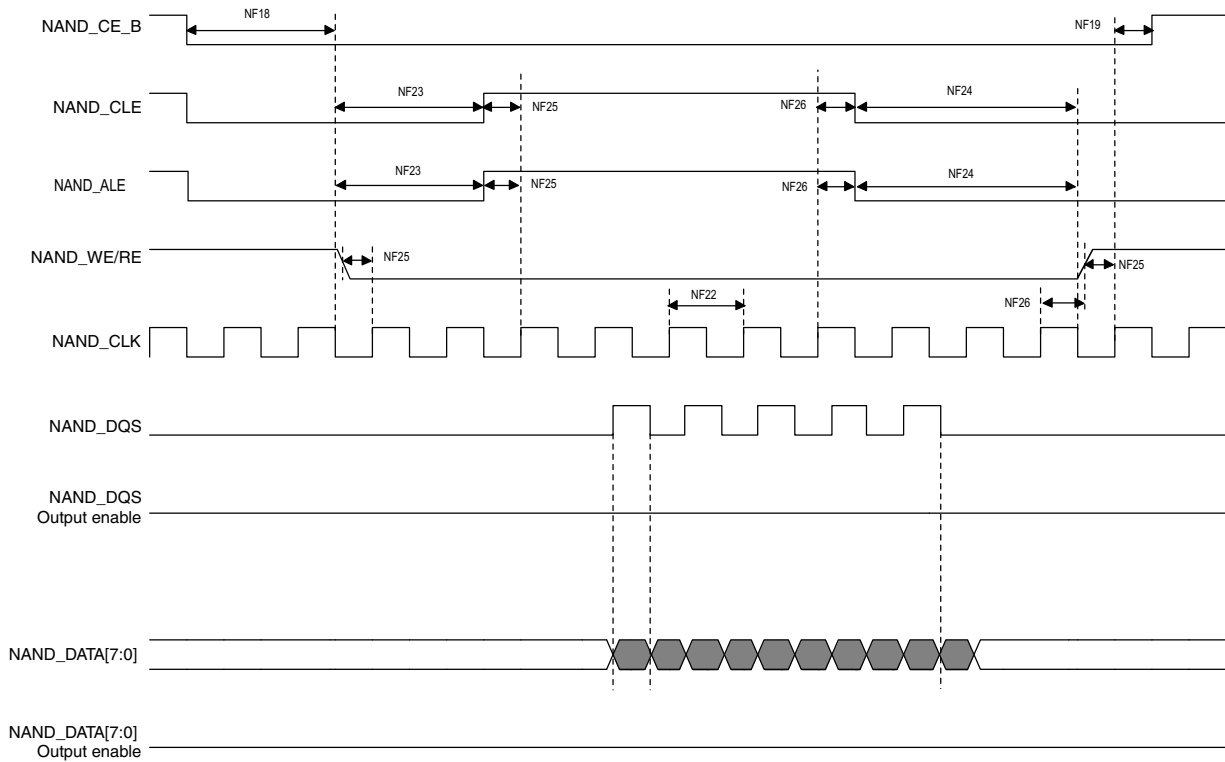 NF18
NAND_CE_B
NF19
NF23
NF24
NAND_CLE
NF25
NF26
NF23
NF24
NAND_ALE
NF25
NF26
NAND_WE/RE
NF25
NF25
NF22
NF26
NAND_CLK
NAND_DQS
NAND_DQS
Output enable
NAND_DATA[7:0]
NAND_DATA[7:0]
Output enable